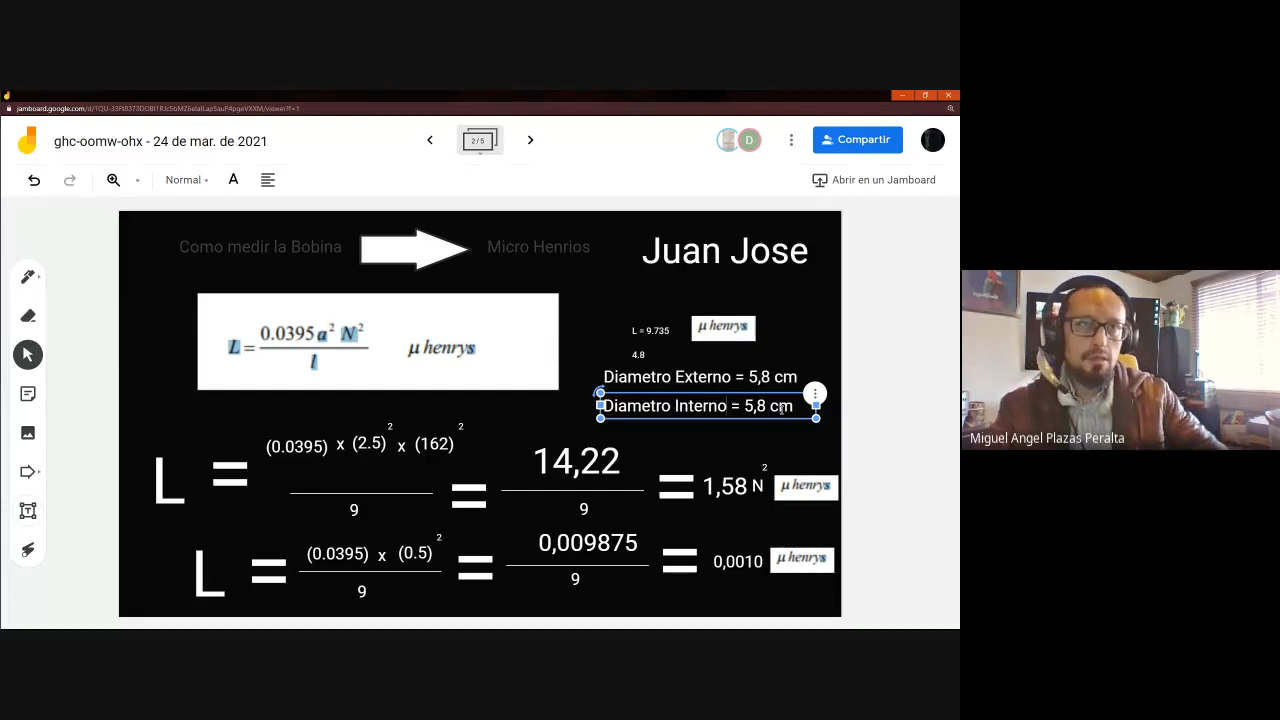 ghc-oomw-ohx - 24 de mar. de 2021
2/5
D
Compartir
Normal
A
Abrir en un Jamboard
Como medir la Bobina
Micro Henrios
Juan Jose
L = 0.0395 a² N² / l
μ henrys
L = 9.735
μ henrys
4.8
Diametro Externo = 5,8 cm
Diametro Interno = 5,8 cm
L = (0.0395) x (2.5)² x (162)² / 9 = 14,22 / 9 = 1,58 N² μ henrys
L = (0.0395) x (0.5)² / 9 = 0,009875 / 9 = 0,0010 μ henrys
Miguel Angel Plazas Peralta